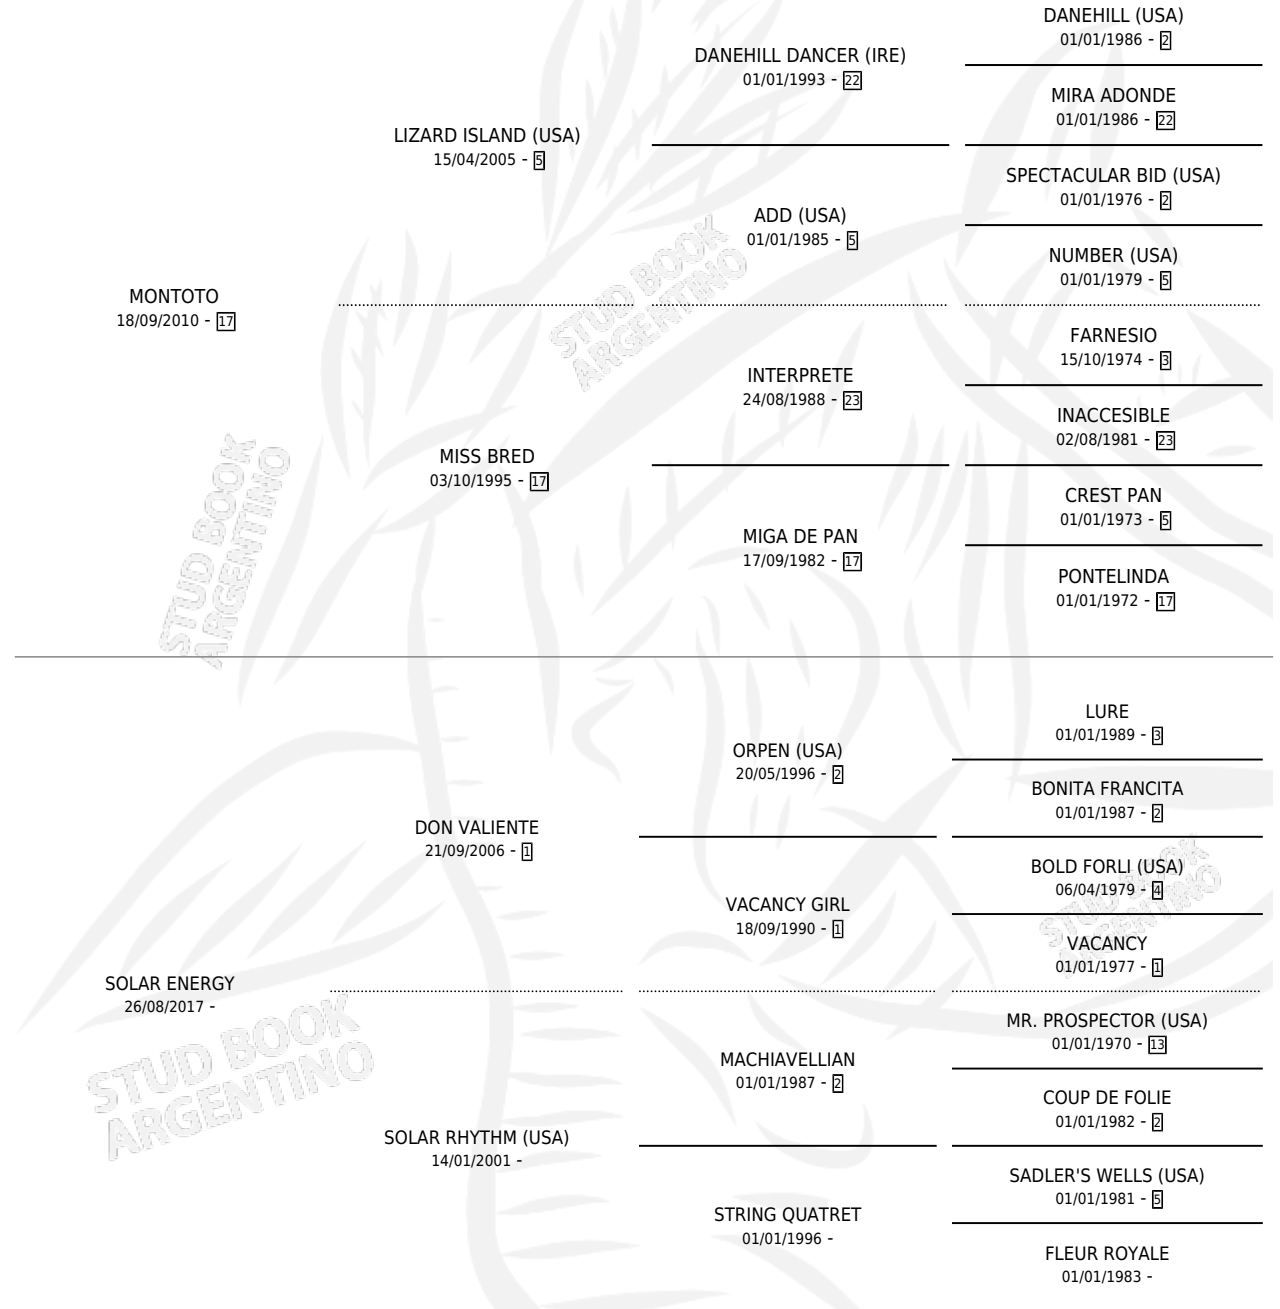 DANEHILL (USA)
01/01/1986 - 2
DANEHILL DANCER (IRE)
01/01/1993 - 22
MIRA ADONDE
01/01/1986 - 22
LIZARD ISLAND (USA)
15/04/2005 - 5
SPECTACULAR BID (USA)
01/01/1976 - 2
ADD (USA)
01/01/1985 - 5
NUMBER (USA)
01/01/1979 - 5
MONTOTO
18/09/2010 - 17
FARNESIO
15/10/1974 - 3
INTERPRETE
24/08/1988 - 23
INACCESIBLE
02/08/1981 - 23
MISS BRED
03/10/1995 - 17
CREST PAN
01/01/1973 - 5
MIGA DE PAN
17/09/1982 - 17
PONTELINDA
01/01/1972 - 17
LURE
01/01/1989 - 3
ORPEN (USA)
20/05/1996 - 2
BONITA FRANCITA
01/01/1987 - 2
DON VALIENTE
21/09/2006 - 1
BOLD FORLI (USA)
06/04/1979 - 4
VACANCY GIRL
18/09/1990 - 1
VACANCY
01/01/1977 - 1
SOLAR ENERGY
26/08/2017 -
MR. PROSPECTOR (USA)
01/01/1970 - 13
MACHIAVELLIAN
01/01/1987 - 2
COUP DE FOLIE
01/01/1982 - 2
SOLAR RHYTHM (USA)
14/01/2001 -
SADLER'S WELLS (USA)
01/01/1981 - 5
STRING QUATRET
01/01/1996 -
FLEUR ROYALE
01/01/1983 -
STUD BOOK
ARGENTINO
STUD BOOK
ARGENTINO
STUD BOOK
ARGENTINO
STUD BOOK
ARGENTINO